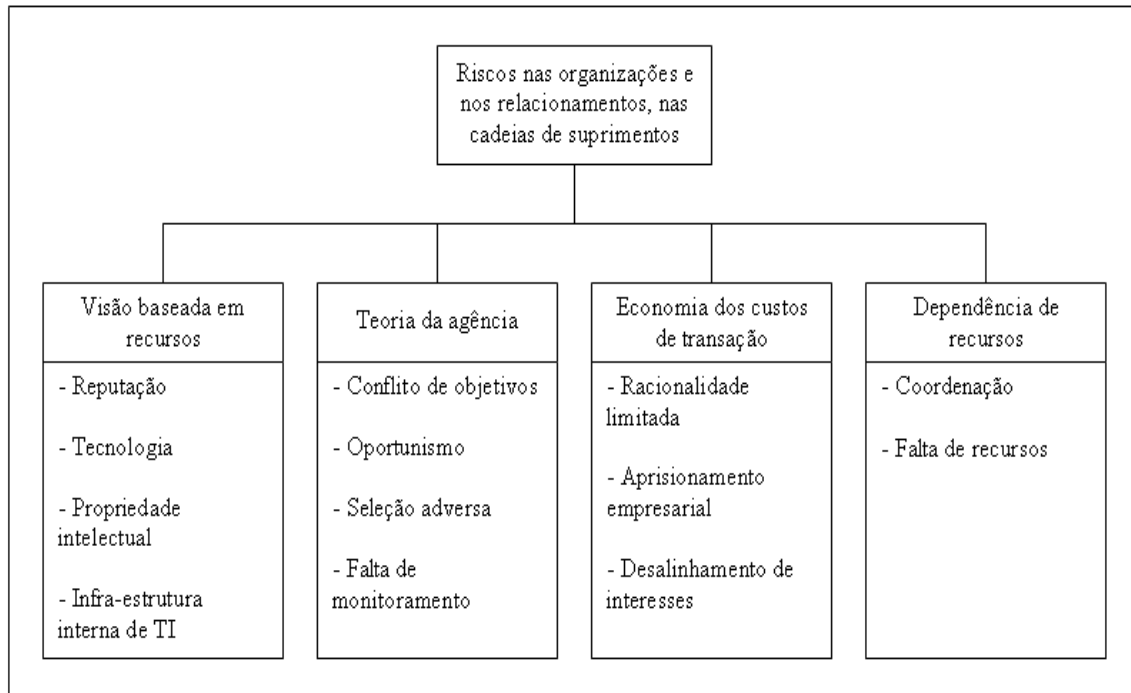 Riscos nas organizações e
nos relacionamentos, nas
cadeias de suprimentos
Visão baseada em
recursos
- Reputação
- Tecnologia
- Propriedade
intelectual
- Infra-estrutura
interna de TI
Teoria da agência
- Conflito de objetivos
- Oportunismo
- Seleção adversa
- Falta de
monitoramento
Economia dos custos
de transação
- Racionalidade
limitada
- Aprisionamento
empresarial
- Desalinhamento de
interesses
Dependência de
recursos
- Coordenação
- Falta de recursos